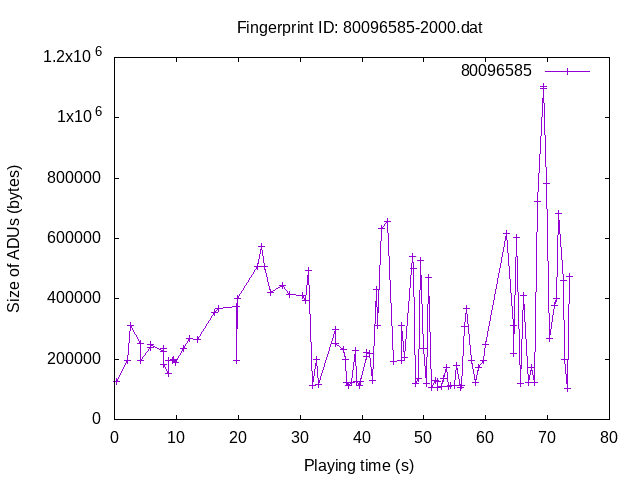 Fingerprint ID: 80096585-2000.dat
80096585
Size of ADUs (bytes)
1.2x10^6
1x10^6
800000
600000
400000
200000
0
0 10 20 30 40 50 60 70 80
Playing time (s)